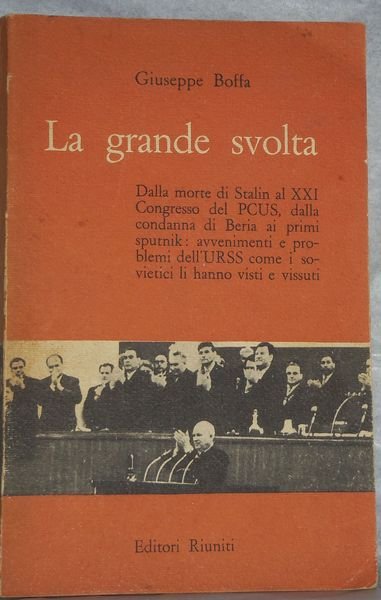 Giuseppe Boffa
La grande svolta
Dalla morte di Stalin al XXI
Congresso del PCUS, dalla
condanna di Beria ai primi
sputnik: avvenimenti e pro-
blemi dell'URSS come i so-
vietici li hanno visti e vissuti
Editori Riuniti